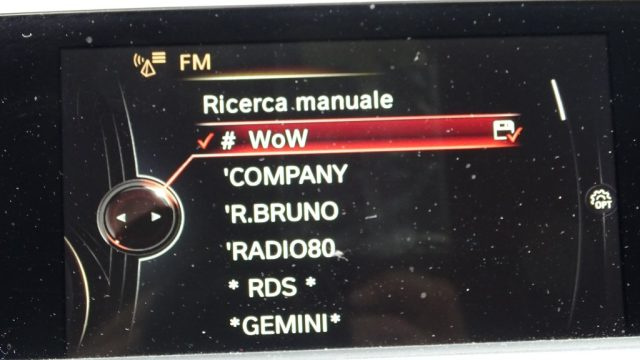 FM
Ricerca manuale
# WoW
'COMPANY
'R.BRUNO
'RADIO80
* RDS *
*GEMINI*
OPT